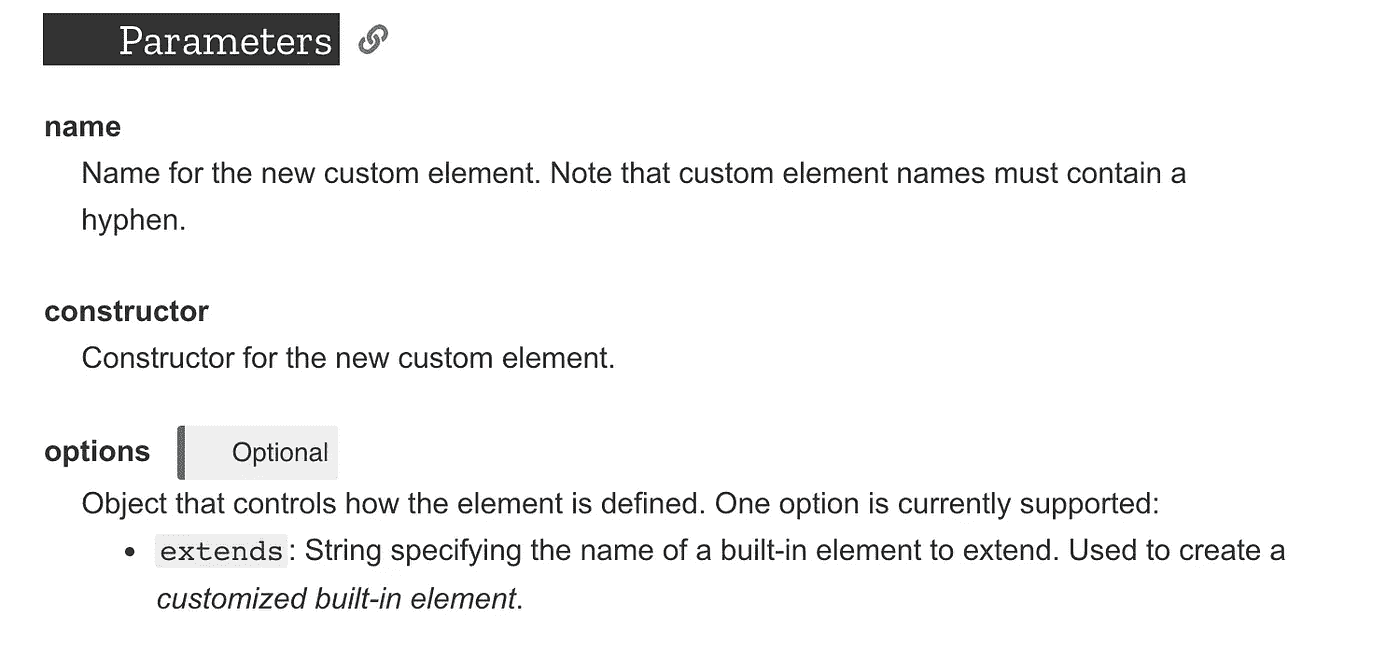 Parameters
name
Name for the new custom element. Note that custom element names must contain a
hyphen.
constructor
Constructor for the new custom element.
options Optional
Object that controls how the element is defined. One option is currently supported:
• extends: String specifying the name of a built-in element to extend. Used to create a
customized built-in element.